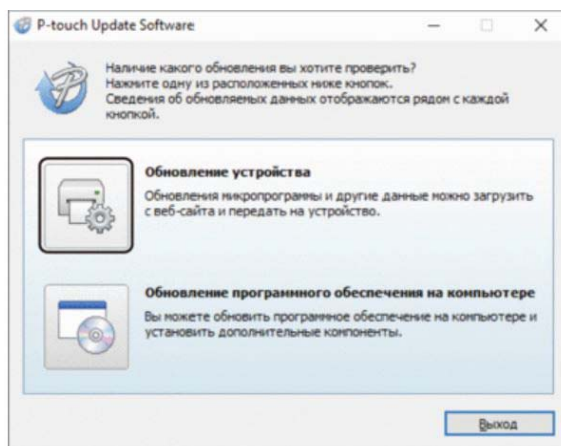 P-touch Update Software
Наличие какого обновления вы хотите проверить?
Нажмите одну из расположенных ниже кнопок.
Сведения об обновляемых данных отображаются рядом с каждой
кнопкой.
Обновление устройства
Обновления микропрограммы и другие данные можно загрузить
с веб-сайта и передать на устройство.
Обновление программного обеспечения на компьютере
Вы можете обновить программное обеспечение на компьютере и
установить дополнительные компоненты.
Выход